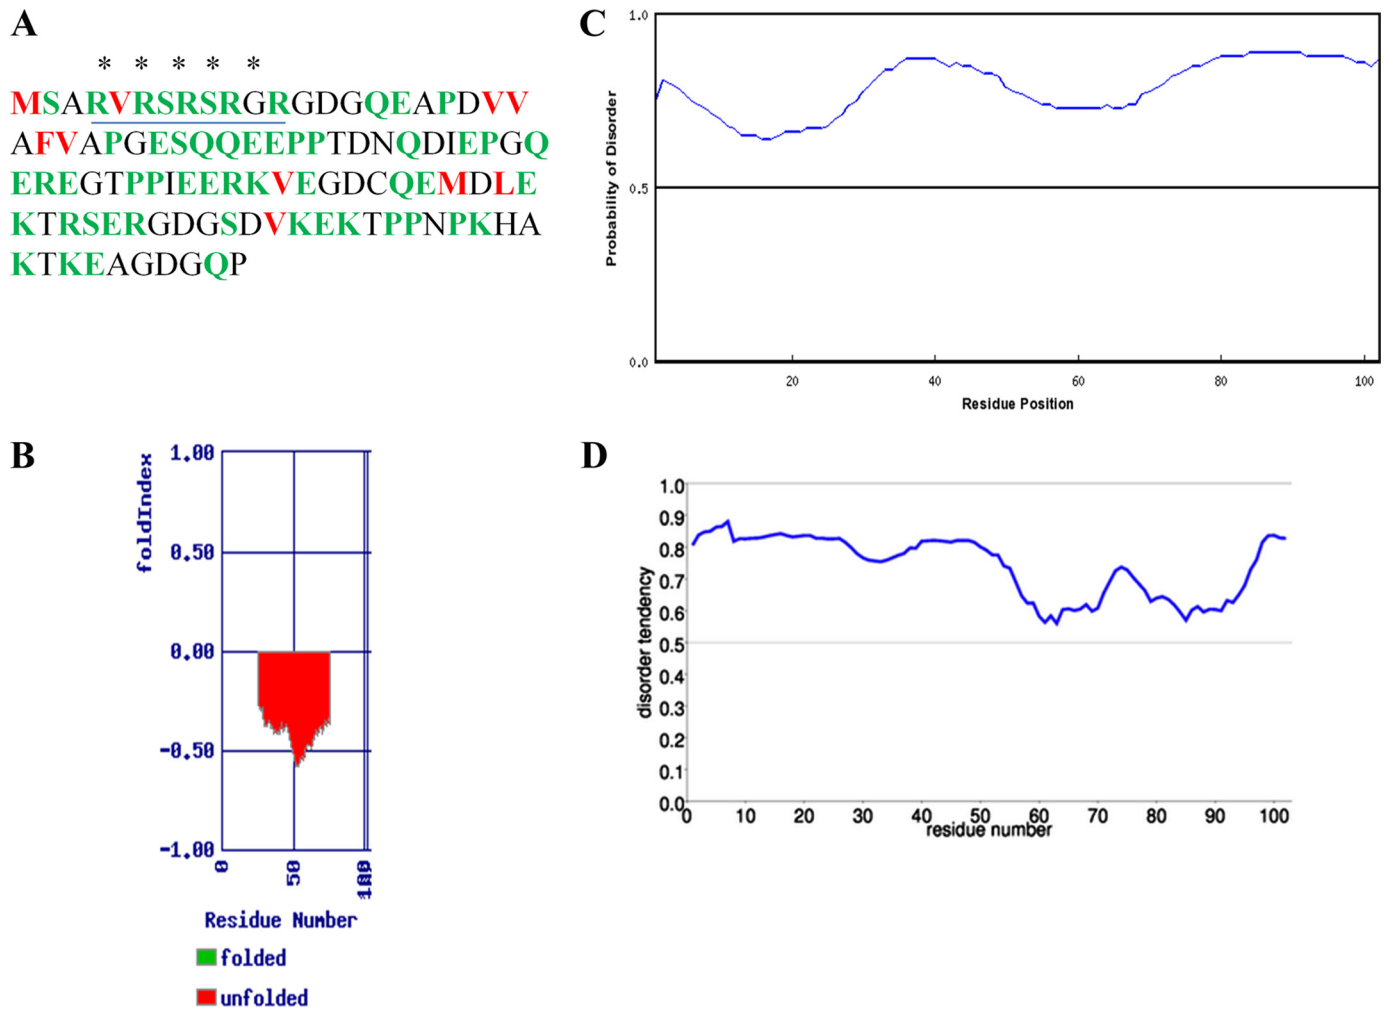 A
* * * * *
MSARVRSRSRGRGDGQEAPDVV
AFVAPGESQQEEPPTDNQDIEPGQ
EREGTPPIEERKVEGDCQEMDLE
KTRSERGDGSDVKEKTPPNPKHA
KTKEAGDGQP
B
foldIndex
1.00
0.50
0.00
-0.50
-1.00
0 50 100
Residue Number
folded
unfolded
C
Probability of Disorder
1.0
0.5
0.0
20 40 60 80 100
Residue Position
D
disorder tendency
1.0
0.9
0.8
0.7
0.6
0.5
0.4
0.3
0.2
0.1
0.0
0 10 20 30 40 50 60 70 80 90 100
residue number